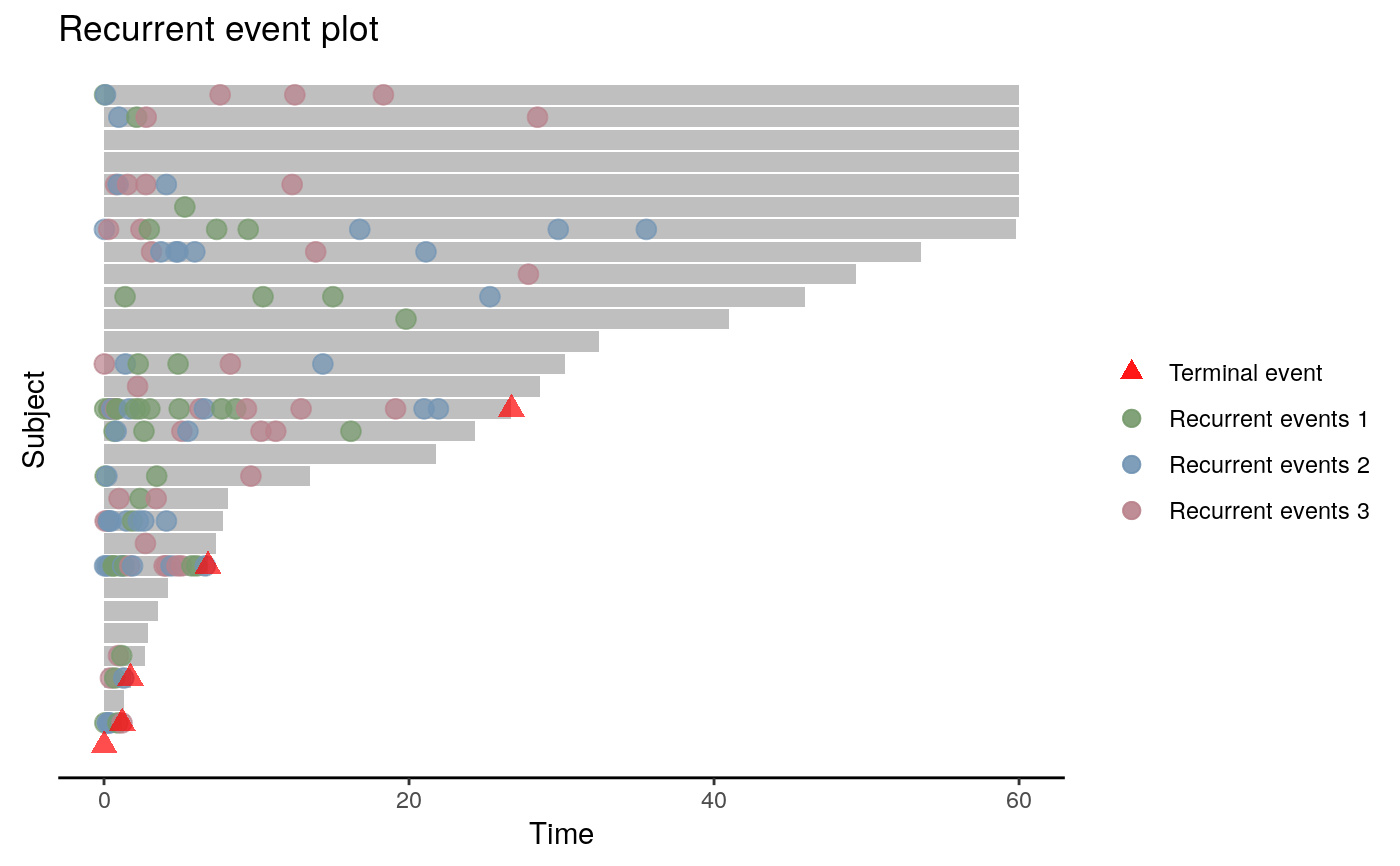 Recurrent event plot
Subject
Terminal event
Recurrent events 1
Recurrent events 2
Recurrent events 3
0 20 40 60
Time